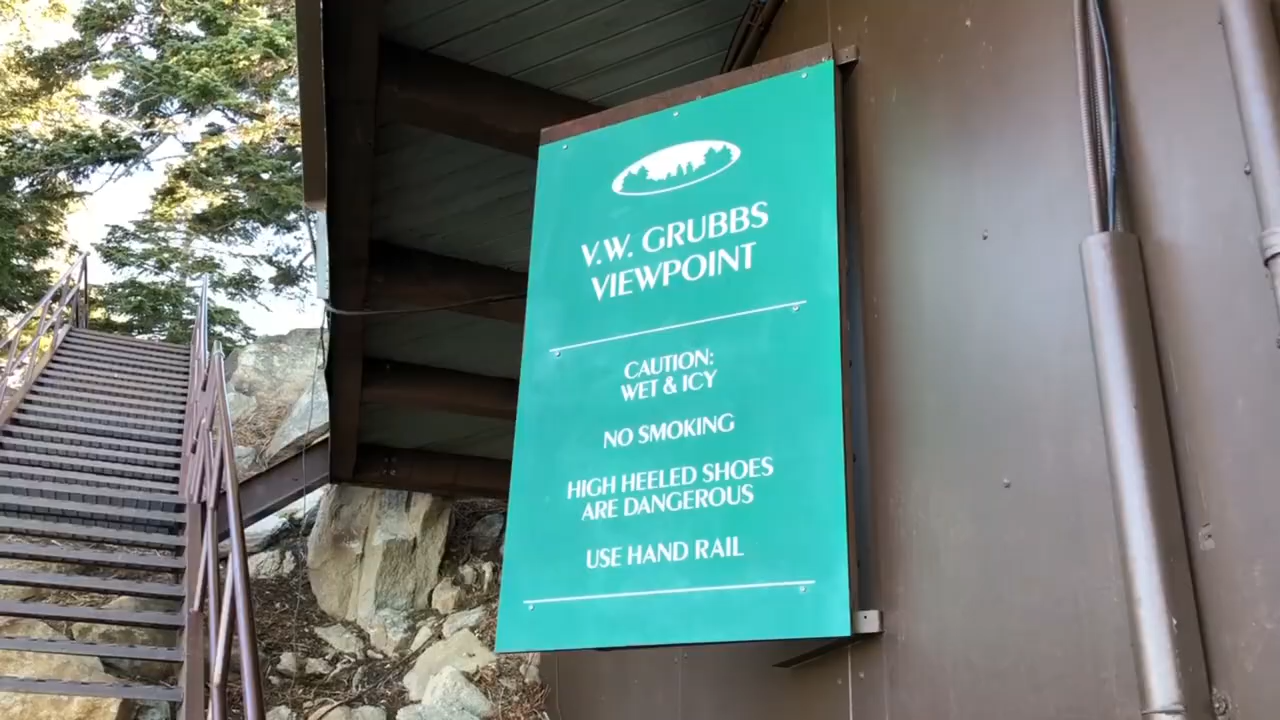 V.W. GRUBBS
VIEWPOINT
CAUTION:
WET & ICY
NO SMOKING
HIGH HEELED SHOES
ARE DANGEROUS
USE HAND RAIL